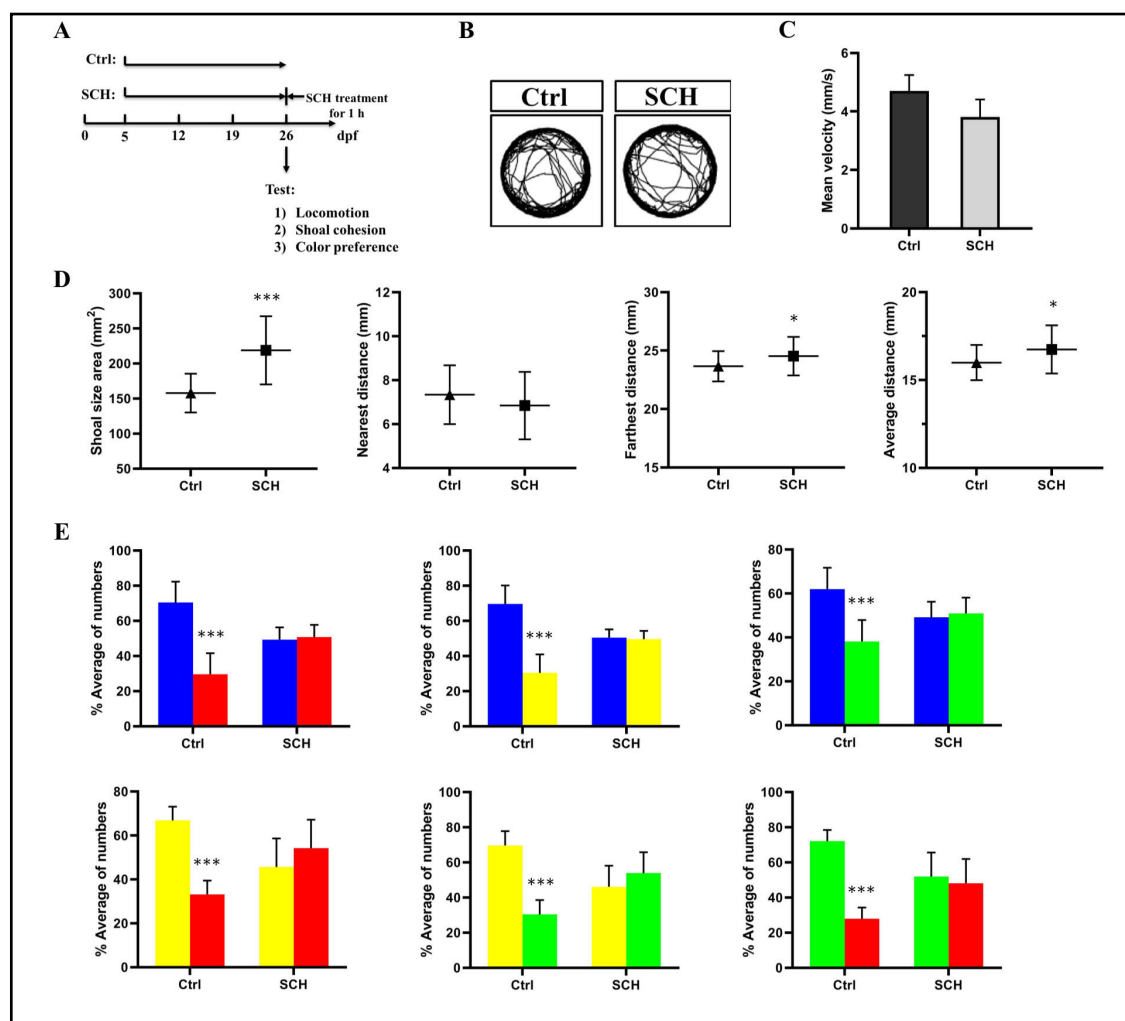 A
Ctrl:
SCH:
SCH treatment
for 1 h
0 5 12 19 26 dpf
Test:
1) Locomotion
2) Shoal cohesion
3) Color preference
B
Ctrl SCH
C
Mean velocity (mm/s)
6
4
2
0
Ctrl SCH
D
Shoal size area (mm²)
300
250
200
150
100
50
***
Ctrl SCH
Nearest distance (mm)
12
10
8
6
4
Ctrl SCH
Farthest distance (mm)
30
25
20
15
*
Ctrl SCH
Average distance (mm)
20
15
10
*
Ctrl SCH
E
% Average of numbers
100
80
60
40
20
0
***
Ctrl SCH
% Average of numbers
100
80
60
40
20
0
***
Ctrl SCH
% Average of numbers
80
60
40
20
0
***
Ctrl SCH
% Average of numbers
80
60
40
20
0
***
Ctrl SCH
% Average of numbers
100
80
60
40
20
0
***
Ctrl SCH
% Average of numbers
100
80
60
40
20
0
***
Ctrl SCH